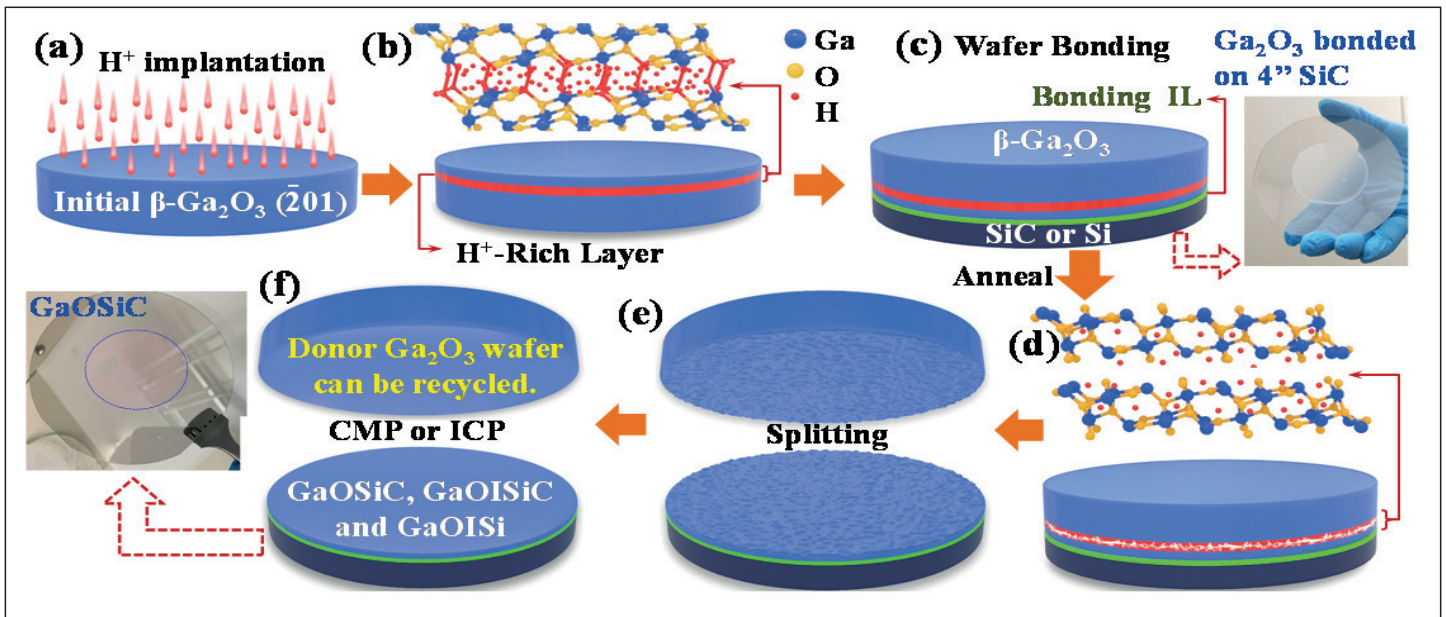 (a)
H⁺ implantation
Initial β-Ga₂O₃ (2̄01)
(b)
Ga
O
H
H⁺-Rich Layer
(c) Wafer Bonding
Ga₂O₃ bonded
on 4” SiC
Bonding IL
β-Ga₂O₃
SiC or Si
Anneal
(d)
(e)
Splitting
(f)
Donor Ga₂O₃ wafer
can be recycled.
CMP or ICP
GaOSiC, GaOISiC
and GaOISi
GaOSiC